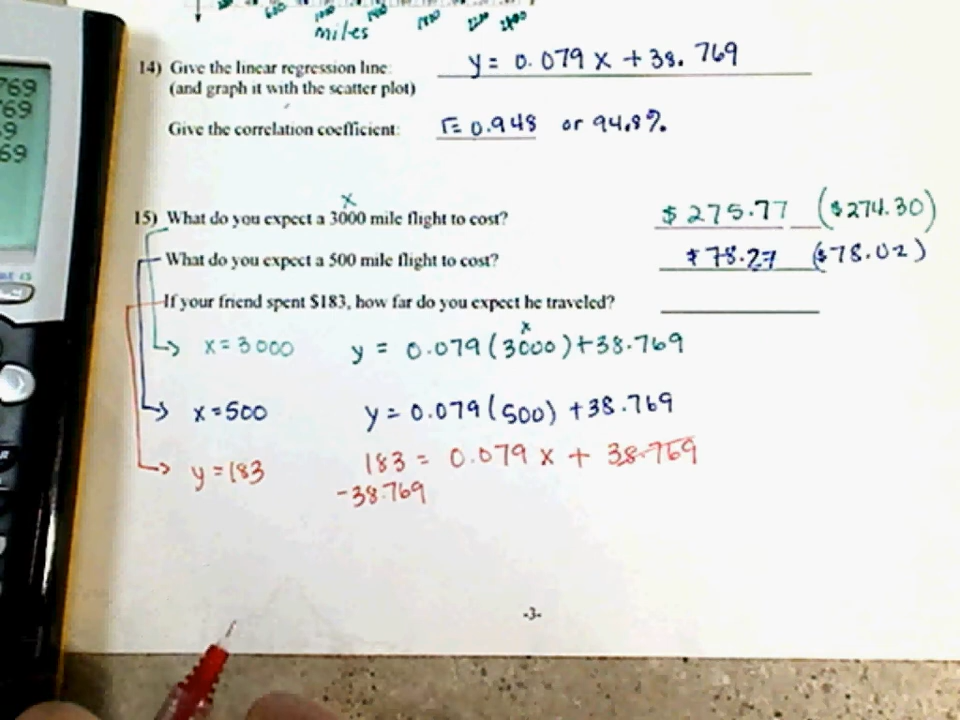 miles
14) Give the linear regression line: y = 0.079 x + 38.769
(and graph it with the scatter plot)
Give the correlation coefficient: r = 0.948 or 94.8%
x
15) What do you expect a 3000 mile flight to cost? $ 275.77 ($274.30)
What do you expect a 500 mile flight to cost? $78.27 ($78.02)
If your friend spent $183, how far do you expect he traveled?
x
x = 3000 y = 0.079 (3000) + 38.769
x = 500 y = 0.079 (500) + 38.769
y = 183 183 = 0.079 x + 38.769
-38.769
-3-
769
769
9
69